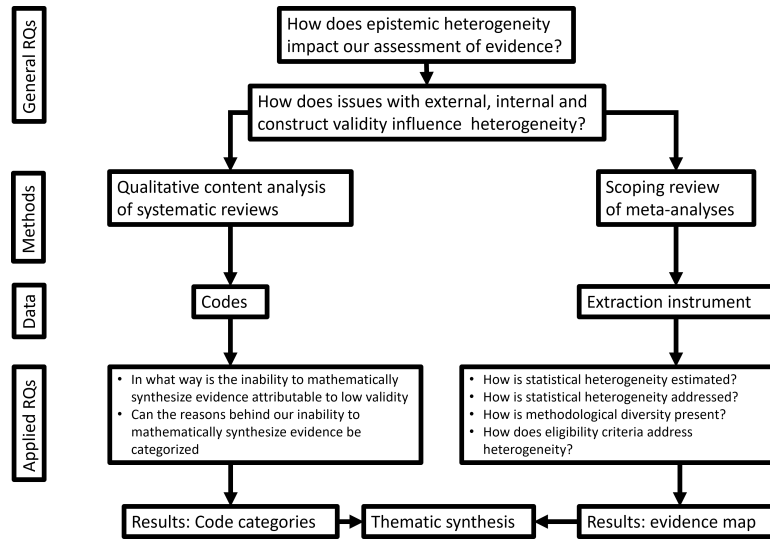 General RQs
How does epistemic heterogeneity
impact our assessment of evidence?
How does issues with external, internal and
construct validity influence heterogeneity?
Methods
Qualitative content analysis
of systematic reviews
Scoping review
of meta-analyses
Data
Codes
Extraction instrument
Applied RQs
• In what way is the inability to mathematically
synthesize evidence attributable to low validity
• Can the reasons behind our inability to
mathematically synthesize evidence be
categorized
• How is statistical heterogeneity estimated?
• How is statistical heterogeneity addressed?
• How is methodological diversity present?
• How does eligibility criteria address
heterogeneity?
Results: Code categories
Thematic synthesis
Results: evidence map